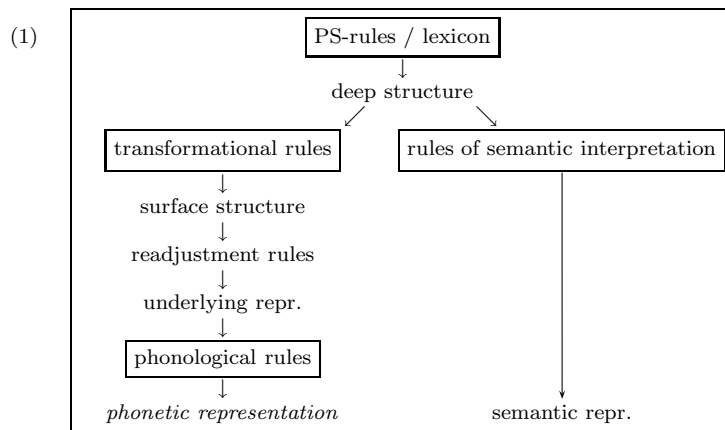 (1)
PS-rules / lexicon
deep structure
transformational rules
rules of semantic interpretation
surface structure
readjustment rules
underlying repr.
phonological rules
phonetic representation
semantic repr.